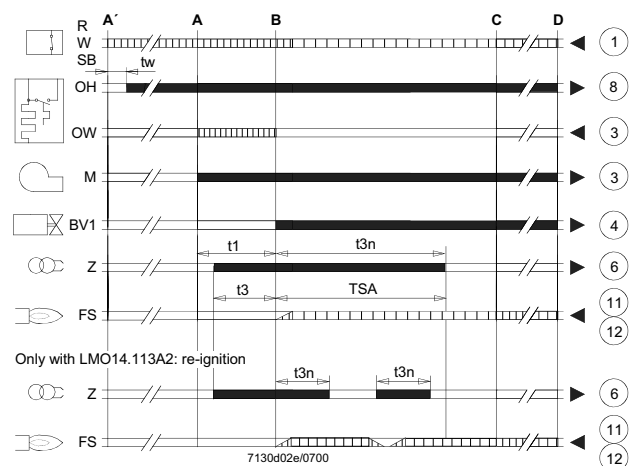 A´ A B C D
R
W 1
SB tw
OH 8
OW 3
M 3
BV1 4
t1 t3n
Z 6
t3 TSA
FS 11
12
Only with LMO14.113A2: re-ignition
t3n t3n
Z 6
FS 11
7130d02e/0700 12